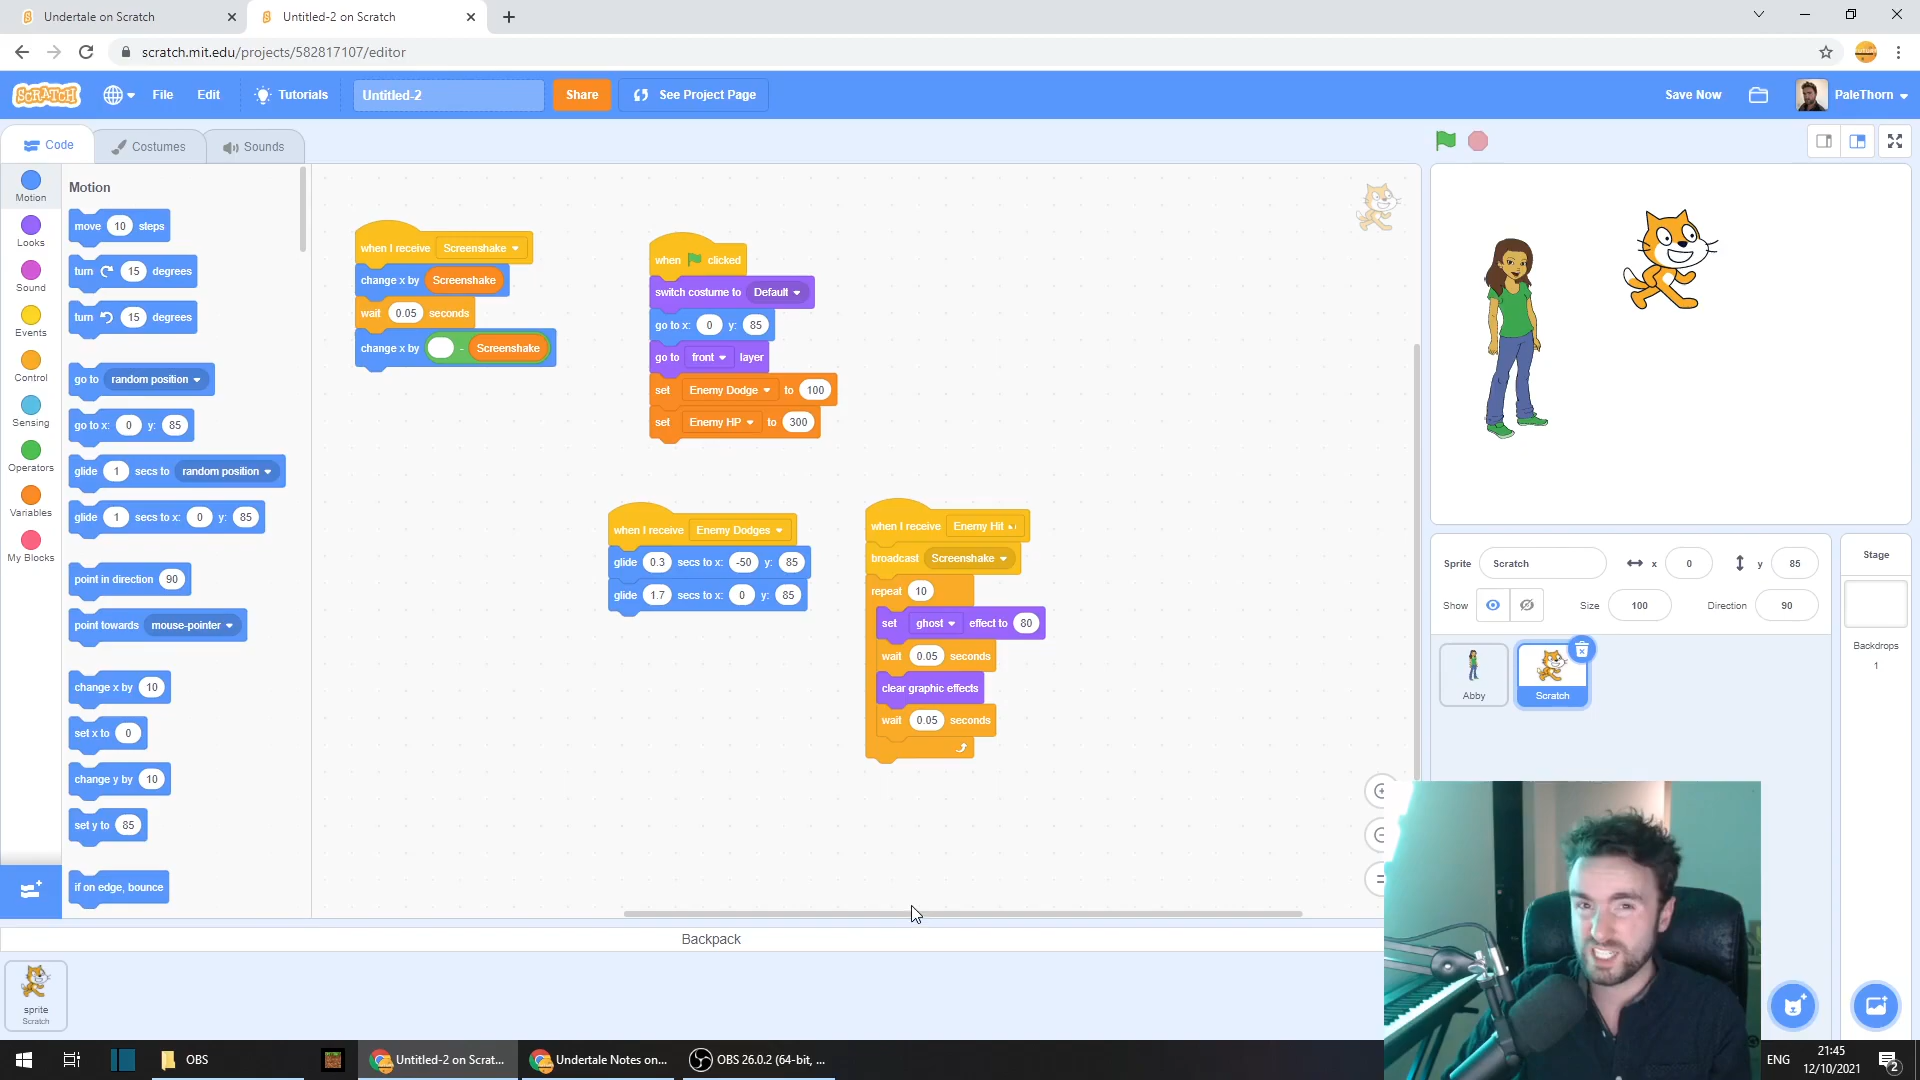 Undertale on Scratch
Untitled-2 on Scratch
scratch.mit.edu/projects/582817107/editor
SCRATCH
File
Edit
Tutorials
Untitled-2
Share
See Project Page
Save Now
PaleThorn
Code
Costumes
Sounds
Motion
Looks
Sound
Events
Control
Sensing
Operators
Variables
My Blocks
Motion
move 10 steps
turn 15 degrees
turn 15 degrees
go to random position
go to x: 0 y: 85
glide 1 secs to random position
glide 1 secs to x: 0 y: 85
point in direction 90
point towards mouse-pointer
change x by 10
set x to 0
change y by 10
set y to 85
if on edge, bounce
when I receive Screenshake
change x by Screenshake
wait 0.05 seconds
change x by - Screenshake
when clicked
switch costume to Default
go to x: 0 y: 85
go to front layer
set Enemy Dodge to 100
set Enemy HP to 300
when I receive Enemy Dodges
glide 0.3 secs to x: -50 y: 85
glide 1.7 secs to x: 0 y: 85
when I receive Enemy Hit
broadcast Screenshake
repeat 10
set ghost effect to 80
wait 0.05 seconds
clear graphic effects
wait 0.05 seconds
Sprite Scratch x 0 y 85
Show Size 100 Direction 90
Abby
Scratch
Stage
Backdrops
1
Backpack
sprite
Scratch
OBS
Untitled-2 on Scrat...
Undertale Notes on...
OBS 26.0.2 (64-bit, ...
ENG
21:45
12/10/2021
2